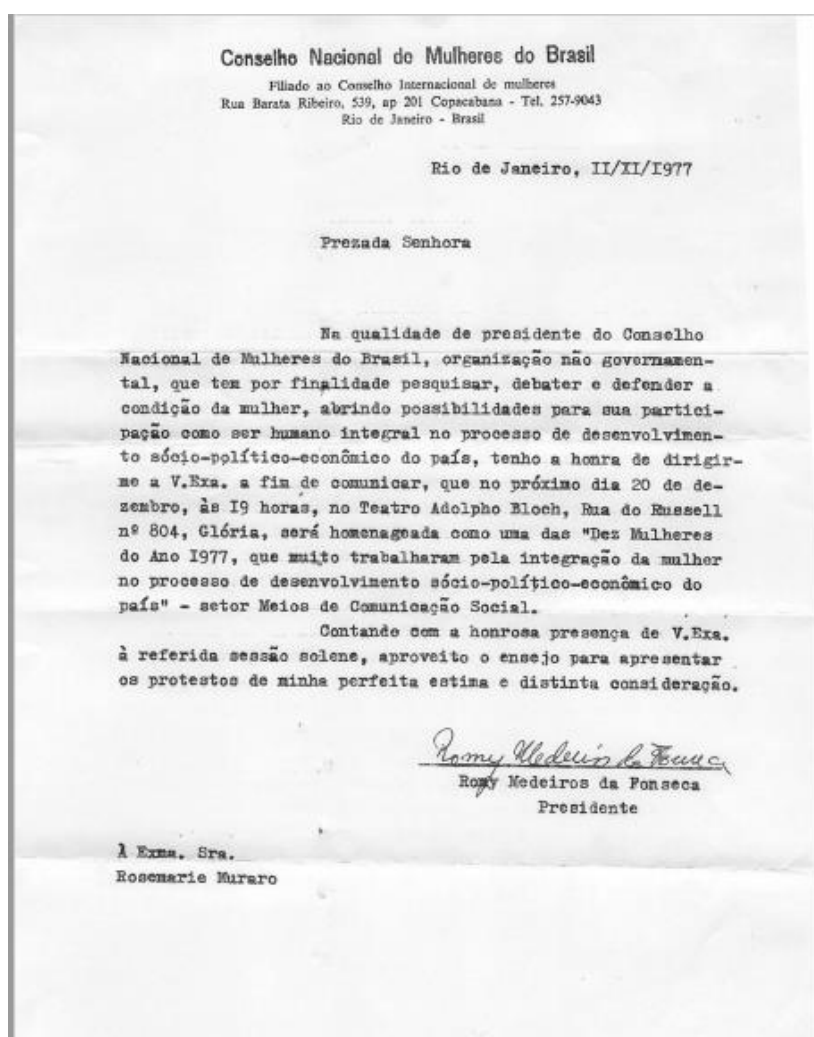 Conselho Nacional de Mulheres do Brasil
Filiado ao Conselho Internacional de mulheres
Rua Barata Ribeiro, 539, ap 201 Copacabana - Tel. 257-9043
Rio de Janeiro - Brasil
Rio de Janeiro, II/XI/I977
Prezada Senhora
Na qualidade de presidente do Conselho
Nacional de Mulheres do Brasil, organização não governamen-
tal, que tem por finalidade pesquisar, debater e defender a
condição da mulher, abrindo possibilidades para sua partici-
pação como ser humano integral no processo de desenvolvimen-
to sócio-político-econômico do país, tenho a honra de dirigir-
me a V.Exa. a fim de comunicar, que no próximo dia 20 de de-
zembro, às I9 horas, no Teatro Adolpho Bloch, Rua do Russell
nº 804, Glória, será homenageada como uma das "Dez Mulheres
do Ano I977, que muito trabalharam pela integração da mulher
no processo de desenvolvimento sócio-político-econômico do
país" - setor Meios de Comunicação Social.
Contando com a honrosa presença de V.Exa.
à referida sessão solene, aproveito o ensejo para apresentar
os protestos de minha perfeita estima e distinta consideração.
Romy Medeiros da Fonseca
Romy Medeiros da Fonseca
Presidente
À Exma. Sra.
Rosemarie Muraro